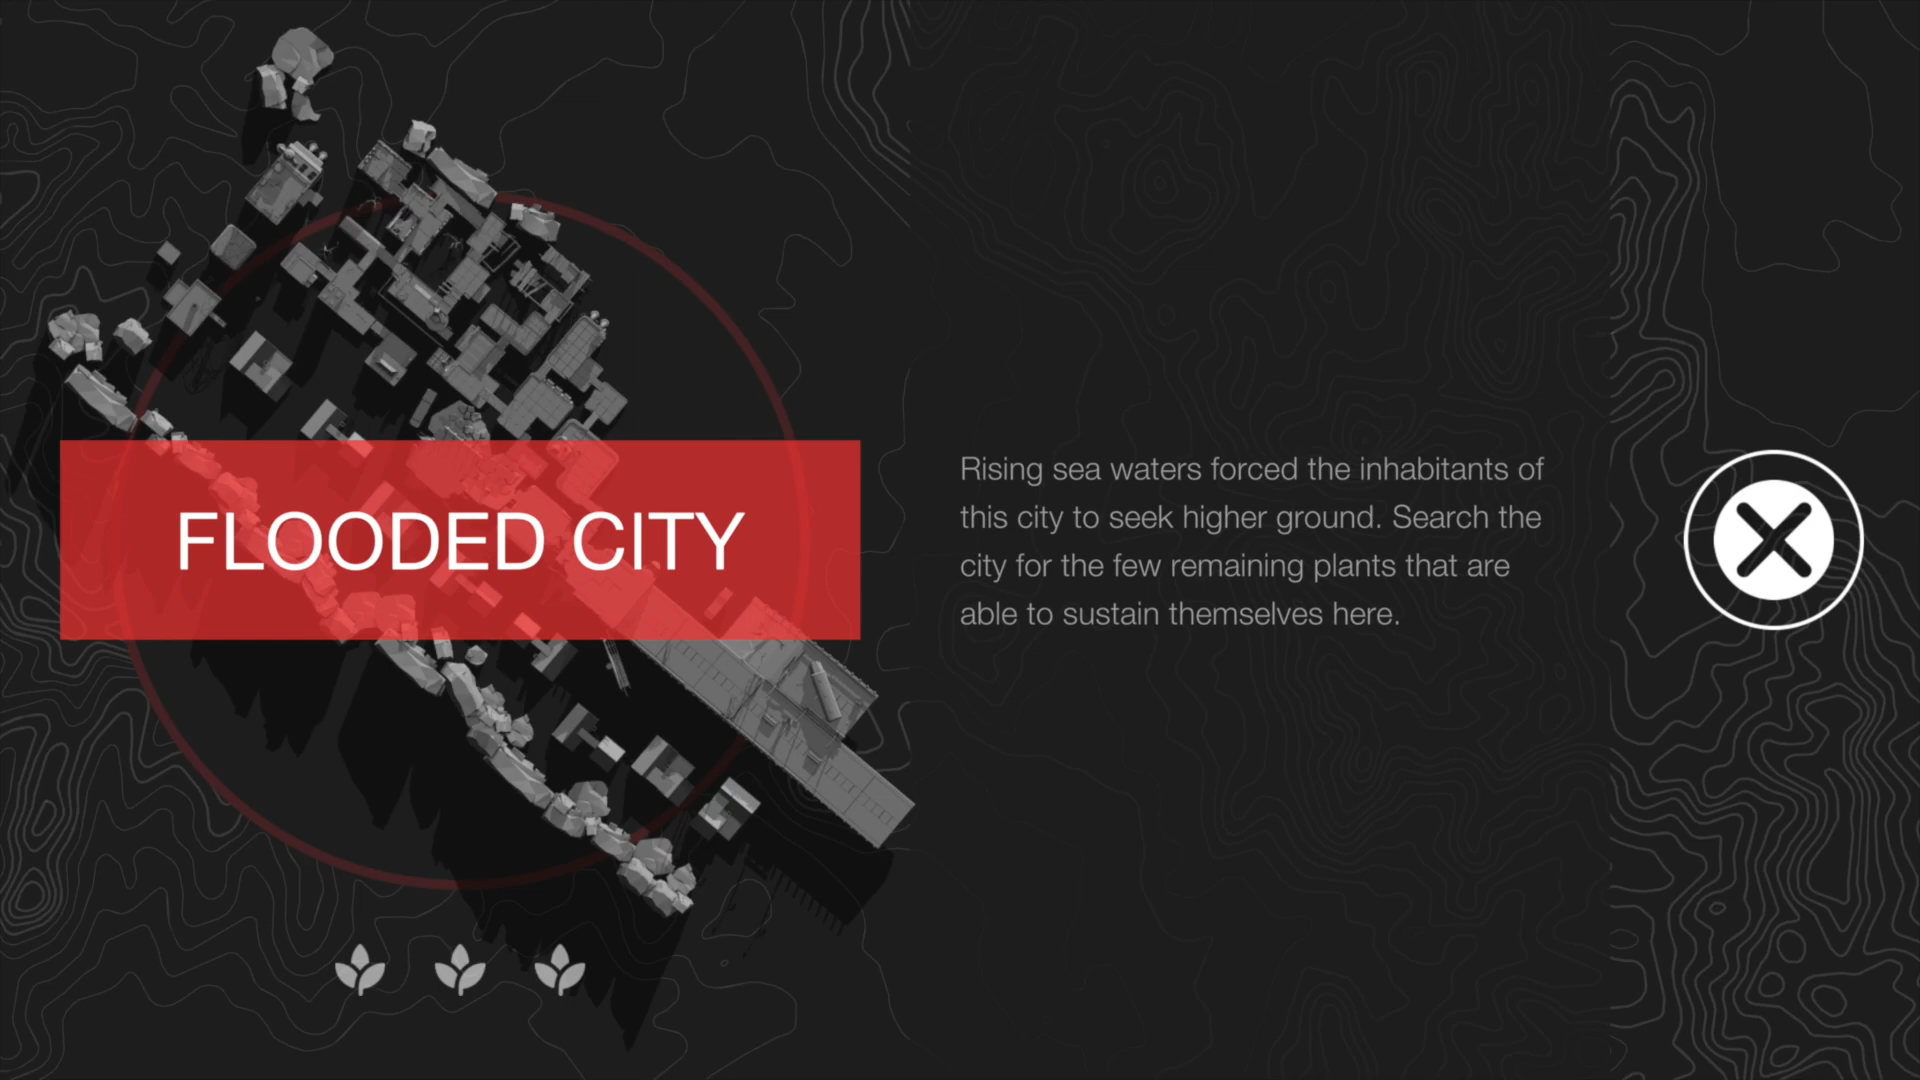 FLOODED CITY
Rising sea waters forced the inhabitants of
this city to seek higher ground. Search the
city for the few remaining plants that are
able to sustain themselves here.